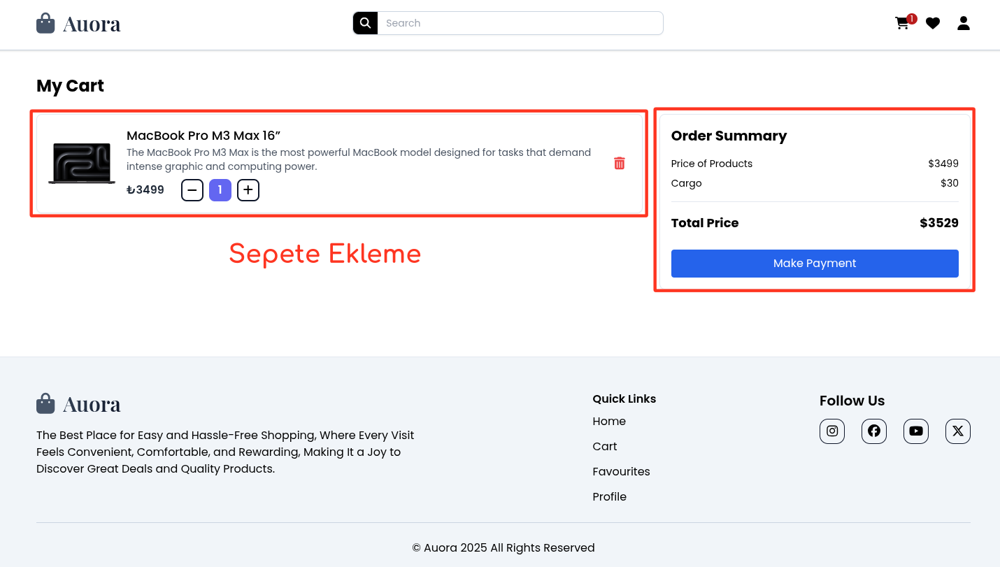 Auora
Search
1
My Cart
MacBook Pro M3 Max 16”
The MacBook Pro M3 Max is the most powerful MacBook model designed for tasks that demand
intense graphic and computing power.
₺3499
1
Sepete Ekleme
Order Summary
Price of Products $3499
Cargo $30
Total Price $3529
Make Payment
Auora
The Best Place for Easy and Hassle-Free Shopping, Where Every Visit
Feels Convenient, Comfortable, and Rewarding, Making It a Joy to
Discover Great Deals and Quality Products.
Quick Links
Home
Cart
Favourites
Profile
Follow Us
© Auora 2025 All Rights Reserved